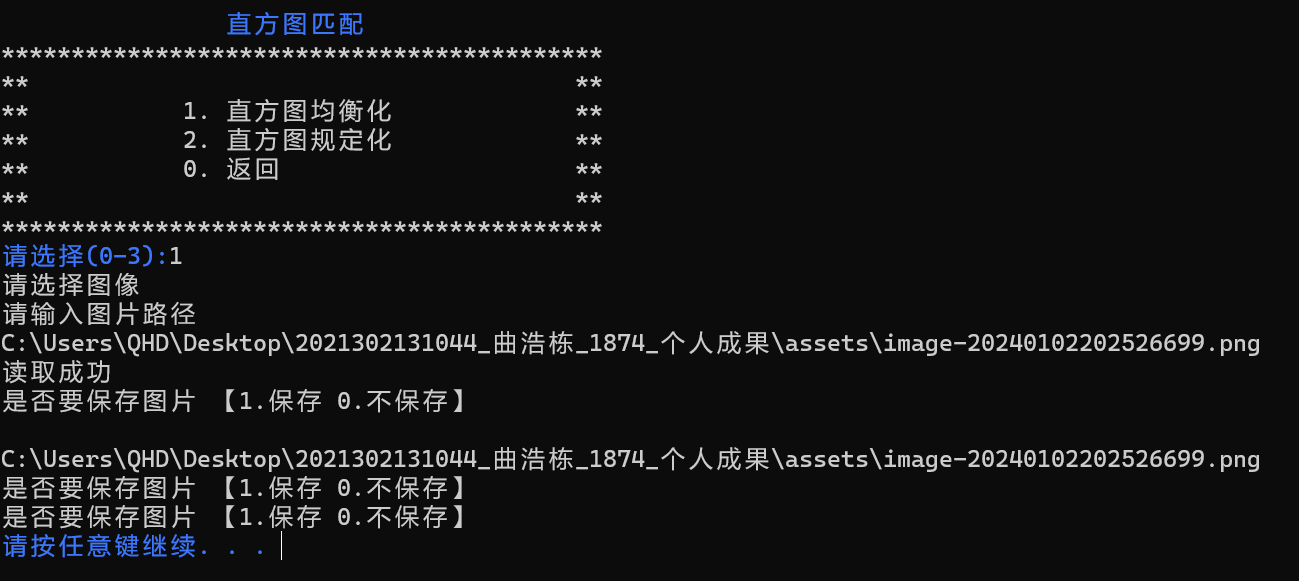 直方图匹配
*******************************************
**                                       **
**           1. 直方图均衡化             **
**           2. 直方图规定化             **
**           0. 返回                     **
**                                       **
*******************************************
请选择(0-3):1
请选择图像
请输入图片路径
C:\Users\QHD\Desktop\2021302131044_曲浩栋_1874_个人成果\assets\image-20240102202526699.png
读取成功
是否要保存图片 【1.保存 0.不保存】
C:\Users\QHD\Desktop\2021302131044_曲浩栋_1874_个人成果\assets\image-20240102202526699.png
是否要保存图片 【1.保存 0.不保存】
是否要保存图片 【1.保存 0.不保存】
请按任意键继续. . .